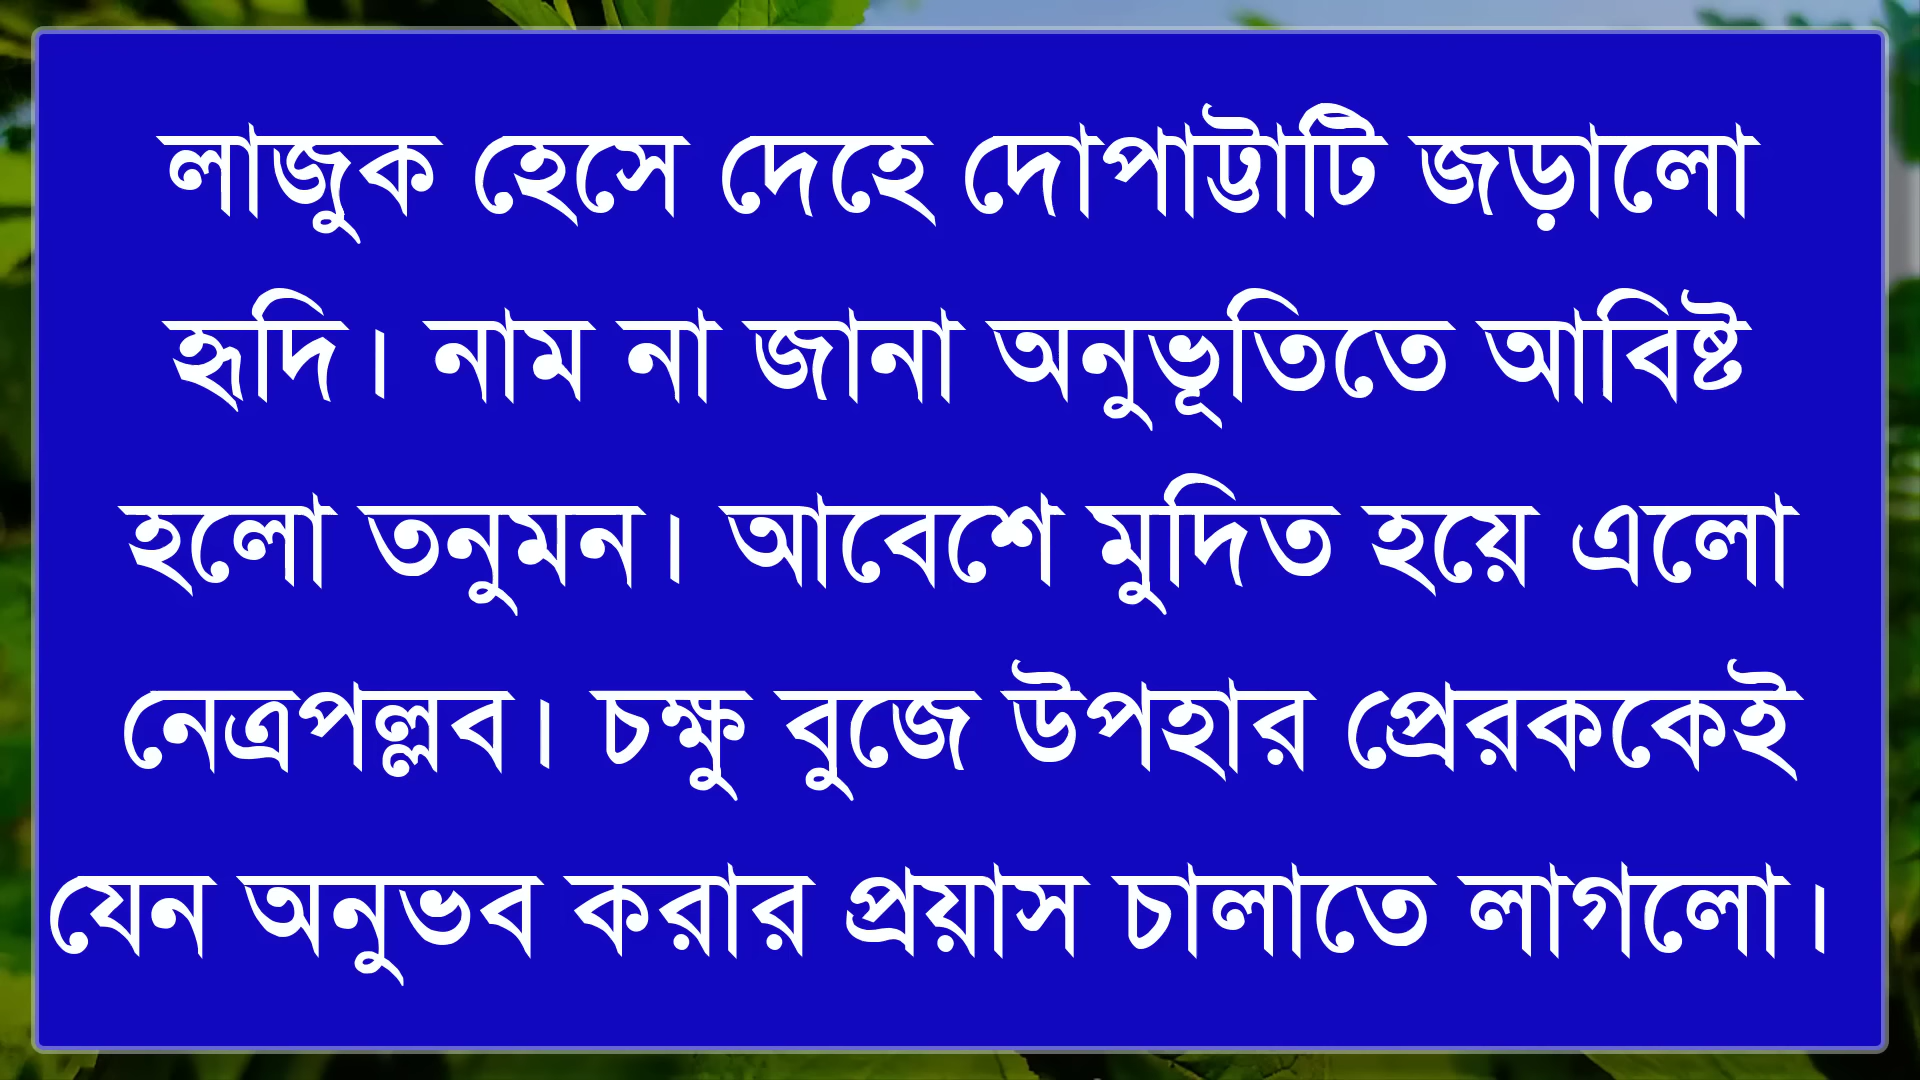 লাজুক হেসে দেহে দোপাট্টাটি জড়ালো
হৃদি। নাম না জানা অনুভূতিতে আবিষ্ট
হলো তনুমন। আবেশে মুদিত হয়ে এলো
নেত্রপল্লব। চক্ষু বুজে উপহার প্রেরককেই
যেন অনুভব করার প্রয়াস চালাতে লাগলো।